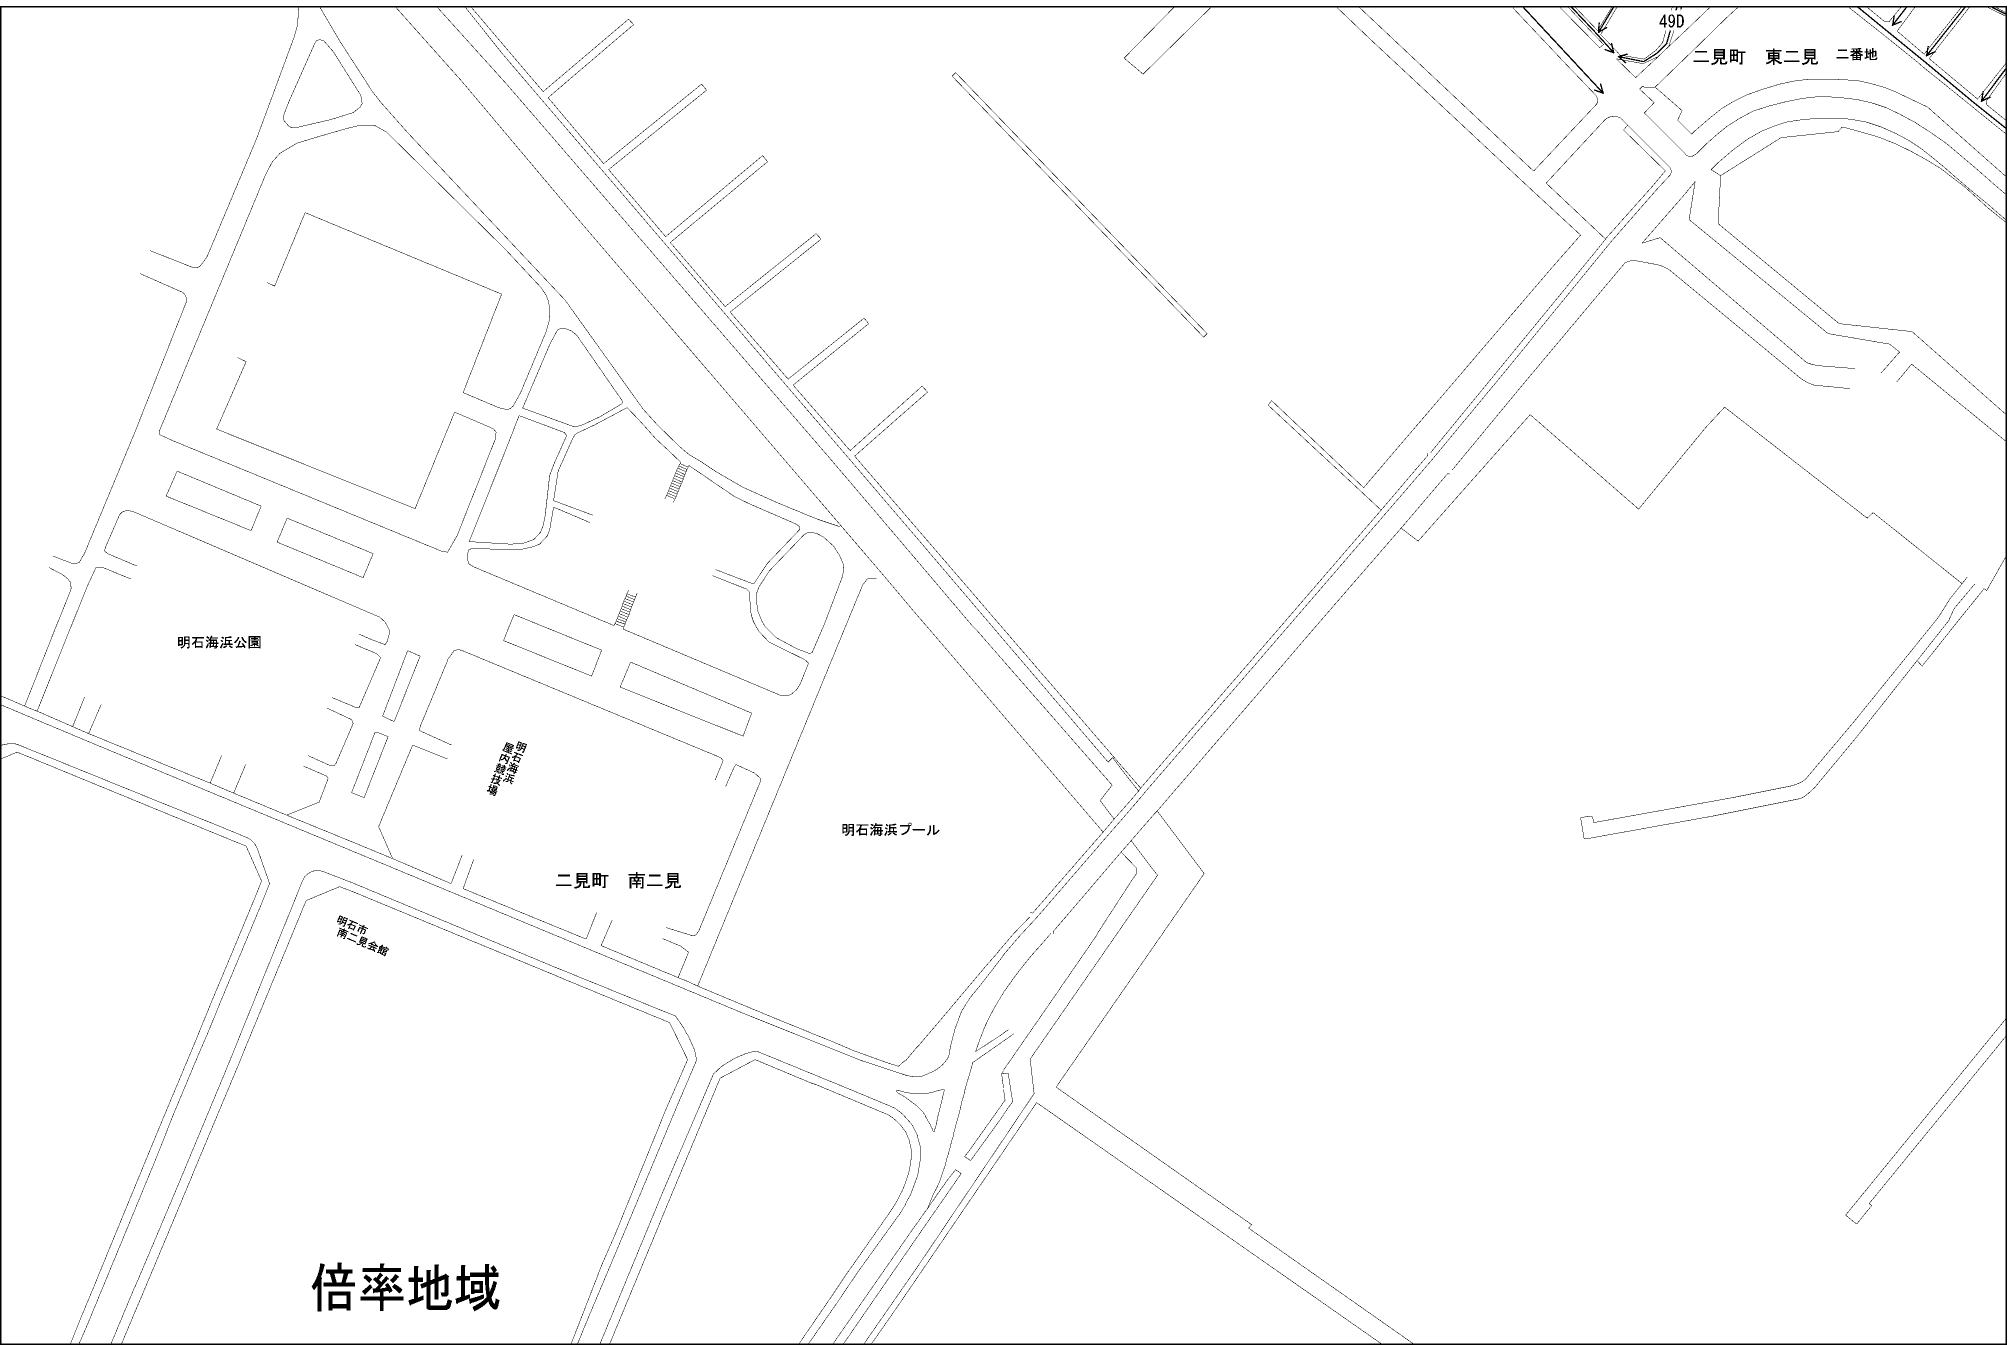 49D
二見町　東二見　二番地
明石海浜公園
明石海浜
屋内競技場
明石海浜プール
二見町　南二見
明石市
南二見会館
倍率地域